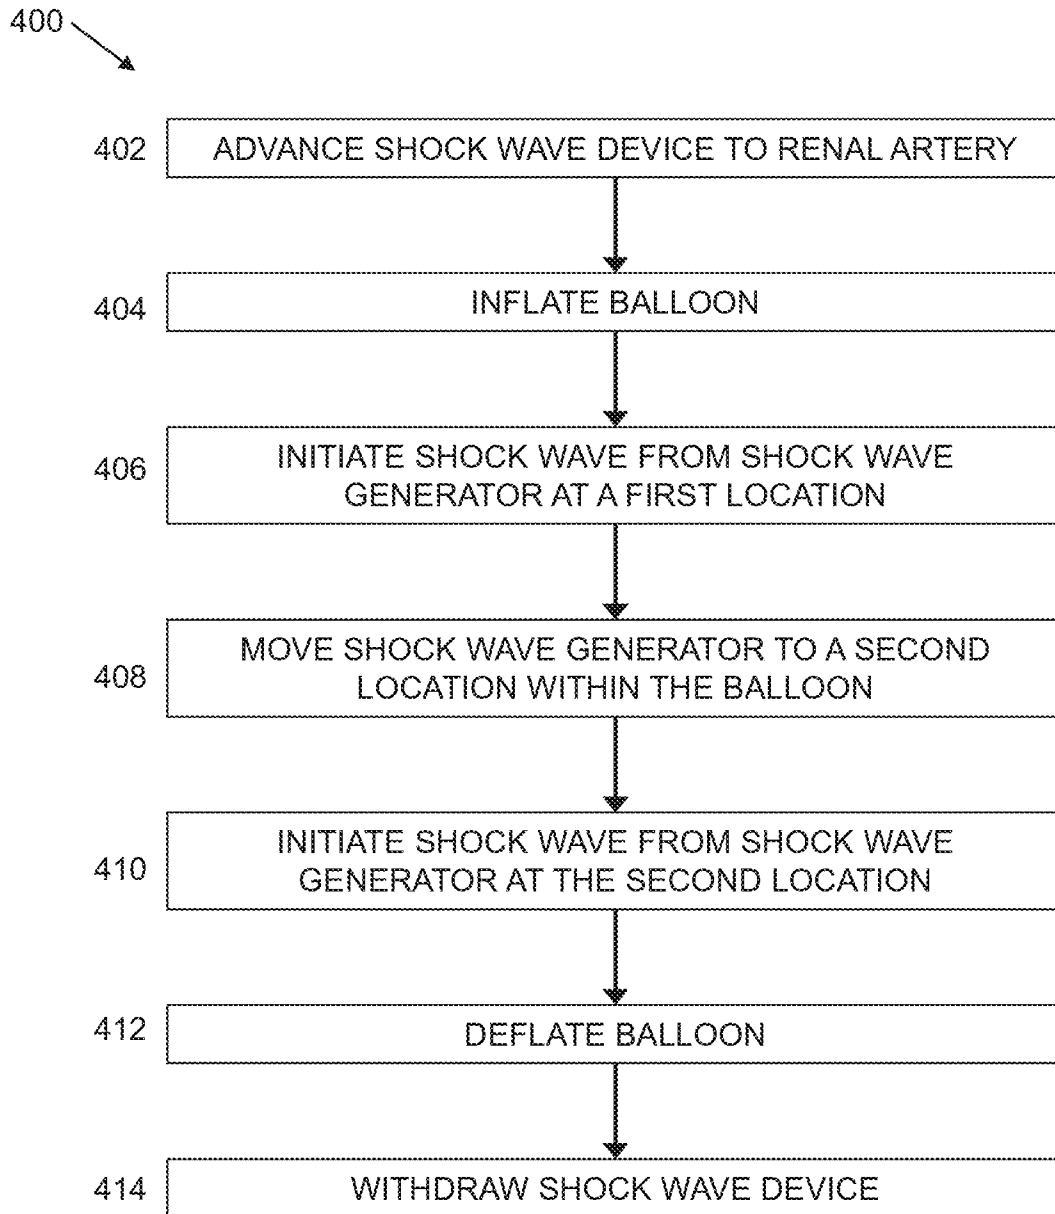 400
402 ADVANCE SHOCK WAVE DEVICE TO RENAL ARTERY
404 INFLATE BALLOON
406 INITIATE SHOCK WAVE FROM SHOCK WAVE
GENERATOR AT A FIRST LOCATION
408 MOVE SHOCK WAVE GENERATOR TO A SECOND
LOCATION WITHIN THE BALLOON
410 INITIATE SHOCK WAVE FROM SHOCK WAVE
GENERATOR AT THE SECOND LOCATION
412 DEFLATE BALLOON
414 WITHDRAW SHOCK WAVE DEVICE